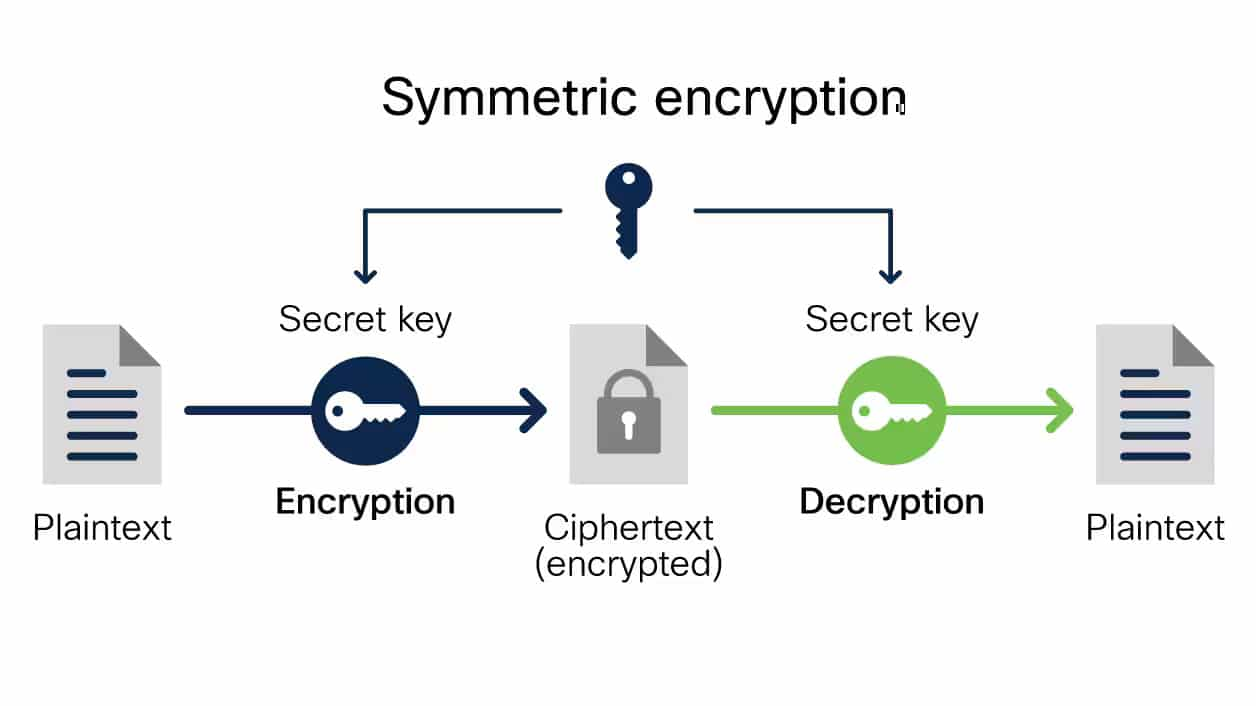 Symmetric encryption
Secret key
Secret key
Encryption
Decryption
Plaintext
Ciphertext
(encrypted)
Plaintext